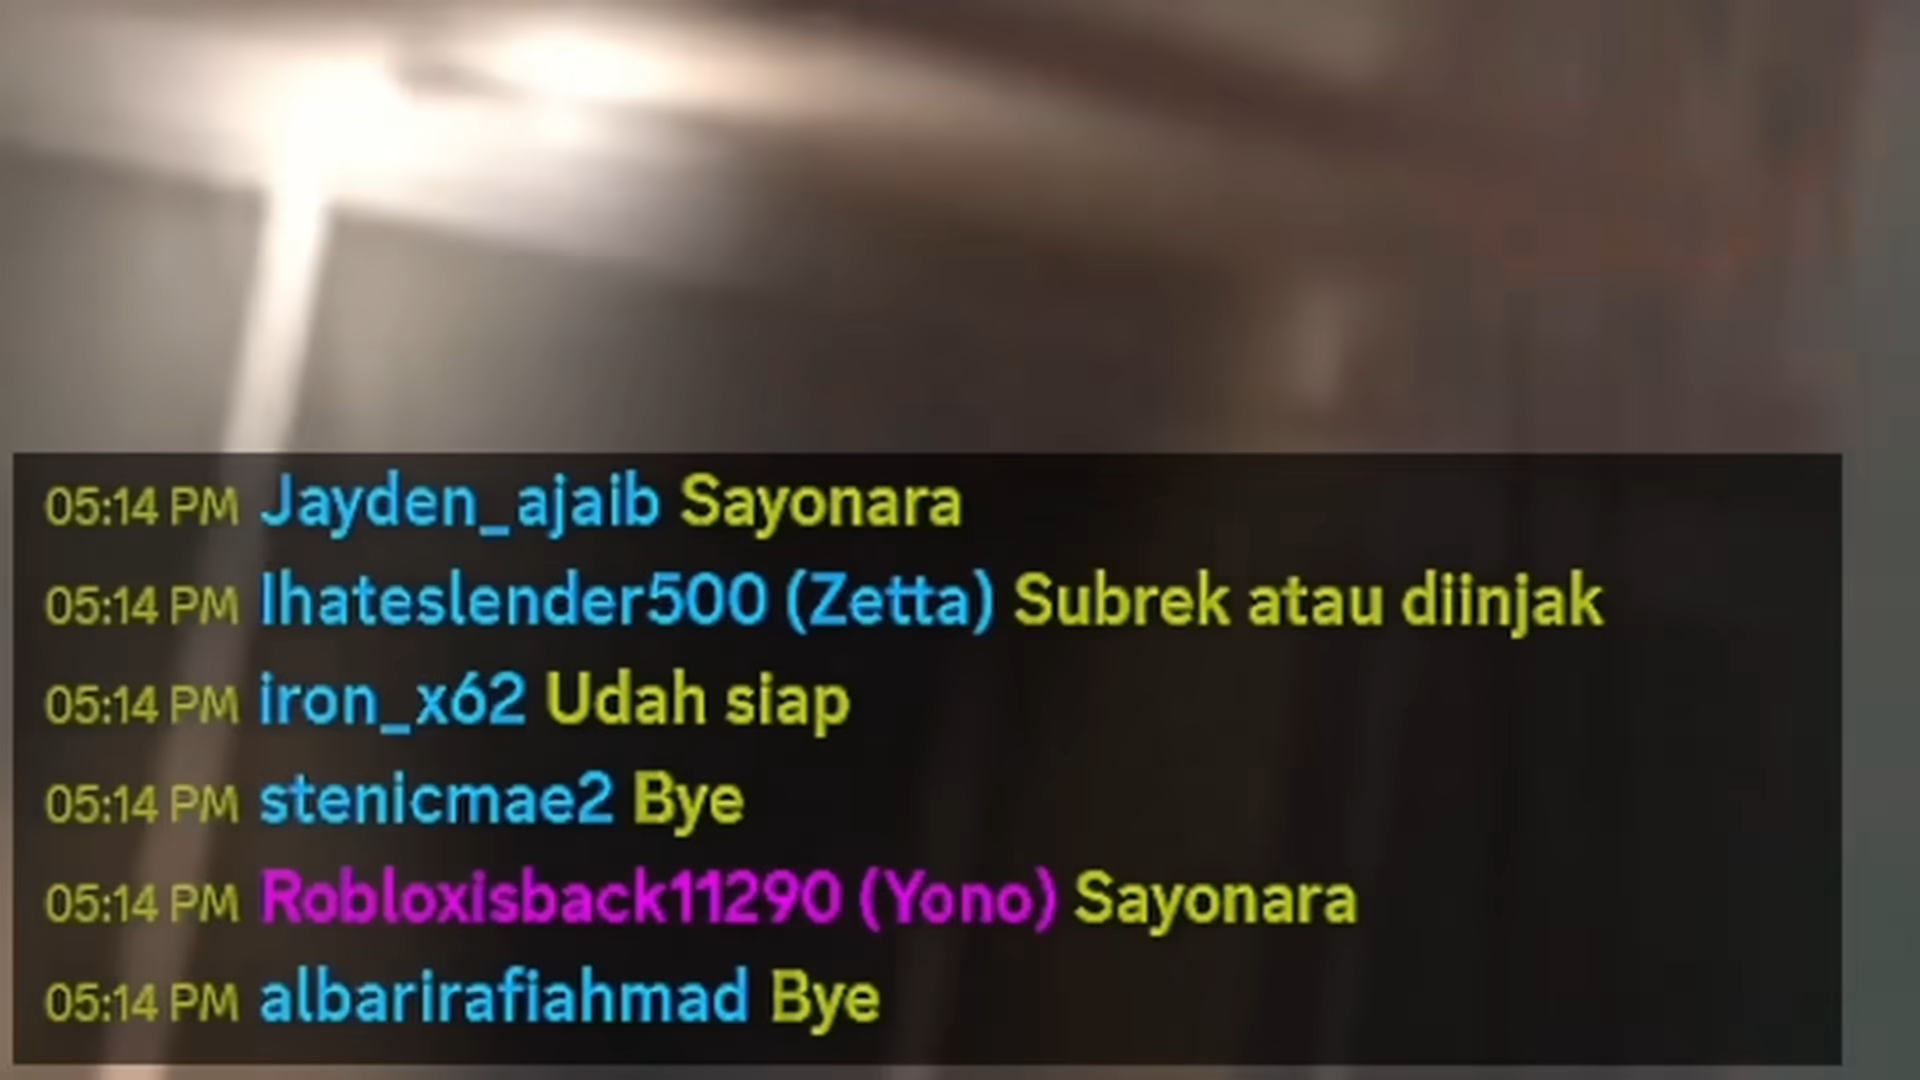 05:14 PM Jayden_ajaib Sayonara
05:14 PM Ihateslender500 (Zetta) Subrek atau diinjak
05:14 PM iron_x62 Udah siap
05:14 PM stenicmae2 Bye
05:14 PM Robloxisback11290 (Yono) Sayonara
05:14 PM albarirafiahmad Bye